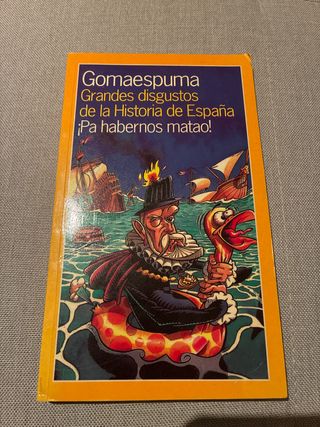 Gomaespuma
Grandes disgustos
de la Historia de España
¡Pa habernos matao!